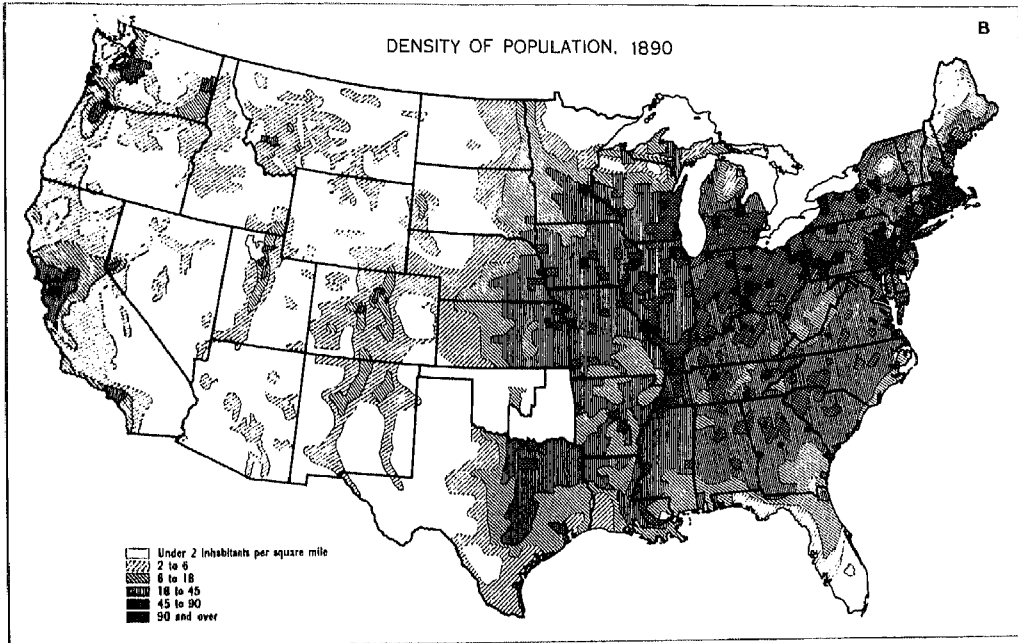 B
DENSITY OF POPULATION, 1890
Under 2 inhabitants per square mile
2 to 6
6 to 18
18 to 45
45 to 90
90 and over